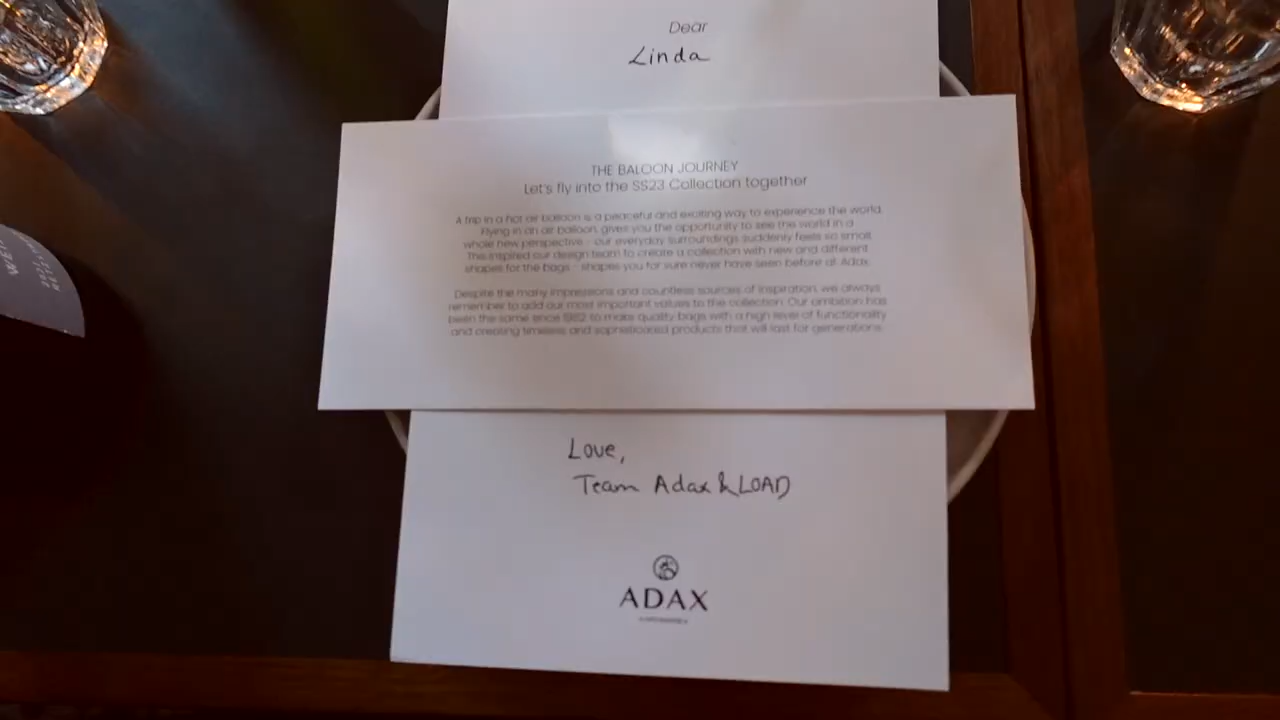 Dear
Linda
THE BALOON JOURNEY
Let's fly into the SS23 Collection together
A trip in a hot air balloon is a peaceful and exciting way to experience the world.
Flying in an air balloon, gives you the opportunity to see the world in a
whole new perspective - our everyday surroundings suddenly feels so small.
This inspired our design team to create a collection with new and different
shapes for the bags - shapes you for sure never have seen before at Adax.
Despite the many impressions and countless sources of inspiration, we always
remember to add our most important values to the collection. Our ambition has
been the same since to make quality bags with a high level of functionality
and creating timeless and sophisticated products that will last for generations.
Love,
Team Adax & LOAD
ADAX
WEIN